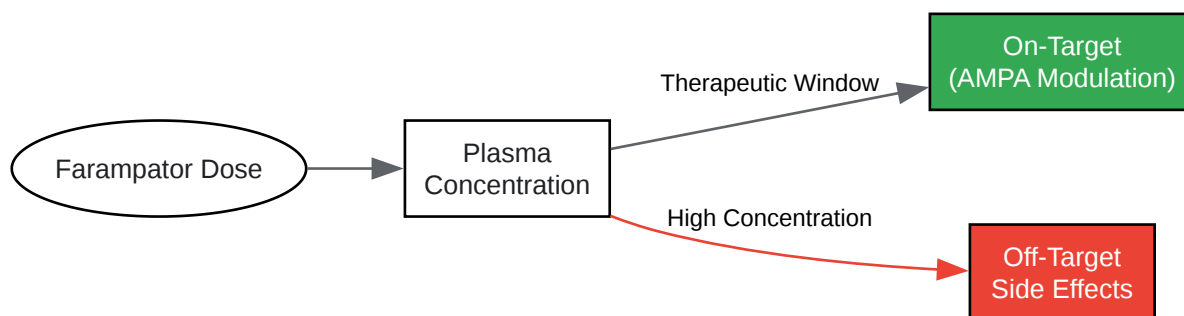 Farampator Dose
Plasma
Concentration
Therapeutic Window
On-Target
(AMPA Modulation)
High Concentration
Off-Target
Side Effects